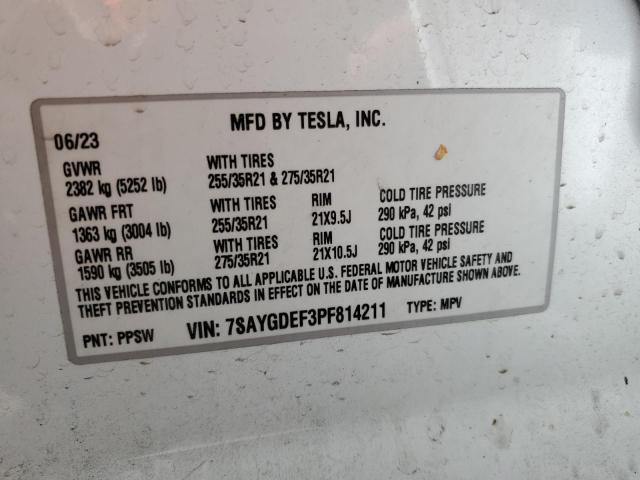 MFD BY TESLA, INC.
06/23
GVWR WITH TIRES
2382 kg (5252 lb) 255/35R21 & 275/35R21
GAWR FRT WITH TIRES RIM COLD TIRE PRESSURE
1363 kg (3004 lb) 255/35R21 21X9.5J 290 kPa, 42 psi
GAWR RR WITH TIRES RIM COLD TIRE PRESSURE
1590 kg (3505 lb) 275/35R21 21X10.5J 290 kPa, 42 psi
THIS VEHICLE CONFORMS TO ALL APPLICABLE U.S. FEDERAL MOTOR VEHICLE SAFETY AND
THEFT PREVENTION STANDARDS IN EFFECT ON THE DATE OF MANUFACTURE SHOWN ABOVE.
PNT: PPSW VIN: 7SAYGDEF3PF814211 TYPE: MPV